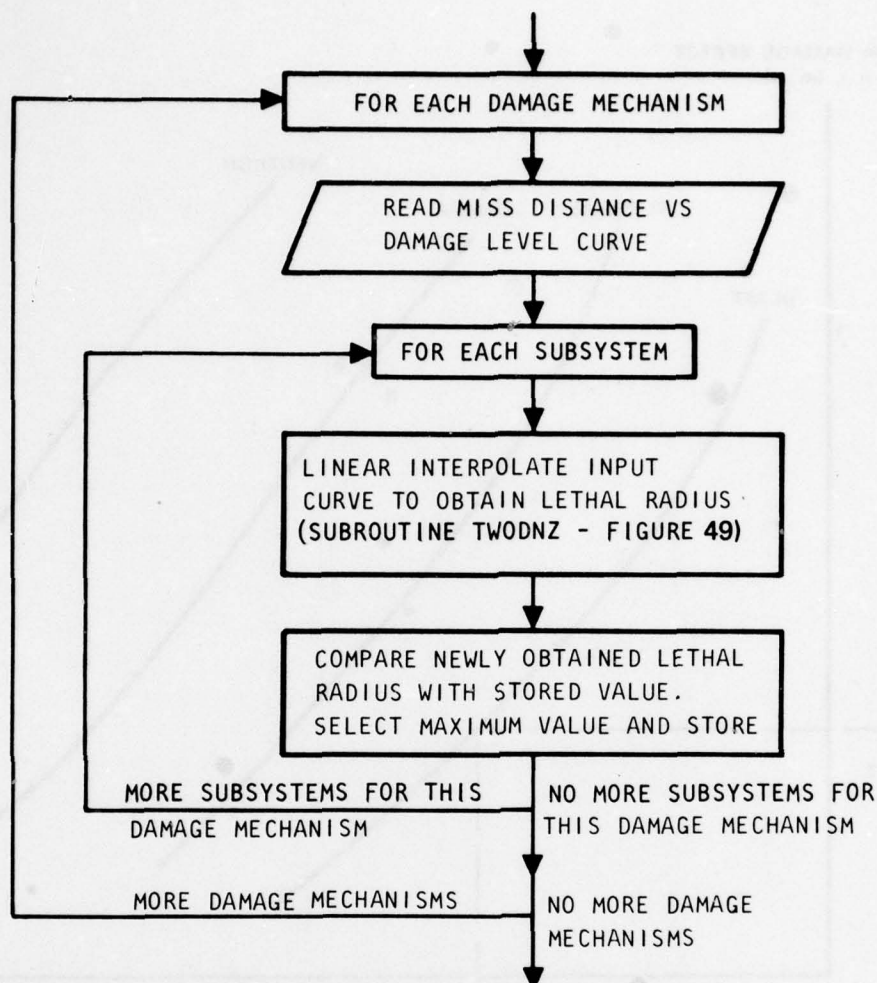 FOR EACH DAMAGE MECHANISM
READ MISS DISTANCE VS
DAMAGE LEVEL CURVE
FOR EACH SUBSYSTEM
LINEAR INTERPOLATE INPUT
CURVE TO OBTAIN LETHAL RADIUS
(SUBROUTINE TWODNZ - FIGURE 49)
COMPARE NEWLY OBTAINED LETHAL
RADIUS WITH STORED VALUE.
SELECT MAXIMUM VALUE AND STORE
MORE SUBSYSTEMS FOR THIS
DAMAGE MECHANISM
NO MORE SUBSYSTEMS FOR
THIS DAMAGE MECHANISM
MORE DAMAGE MECHANISMS
NO MORE DAMAGE
MECHANISMS